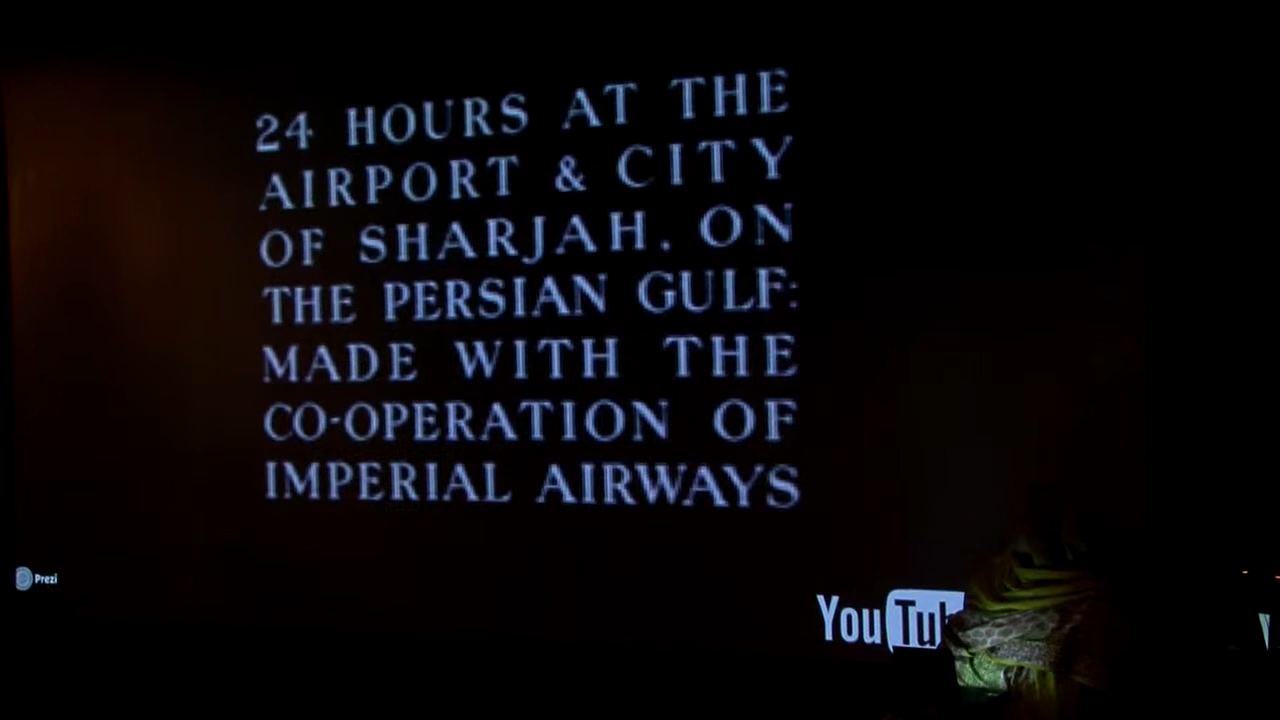 24 HOURS AT THE
AIRPORT & CITY
OF SHARJAH. ON
THE PERSIAN GULF:
MADE WITH THE
CO-OPERATION OF
IMPERIAL AIRWAYS
Prezi
You